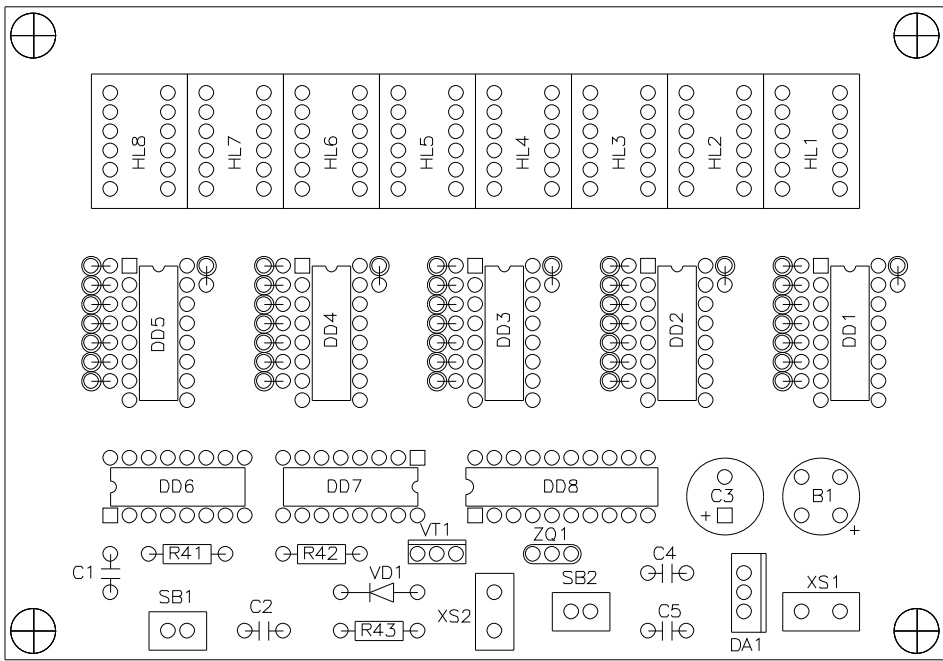 HL8 HL7 HL6 HL5 HL4 HL3 HL2 HL1
DD5 DD4 DD3 DD2 DD1
DD6 DD7 DD8 C3 B1
+
+
VT1 ZQ1
R41 R42 C4
C1 VD1 SB2 XS1
SB1 C2 XS2
R43 C5
DA1